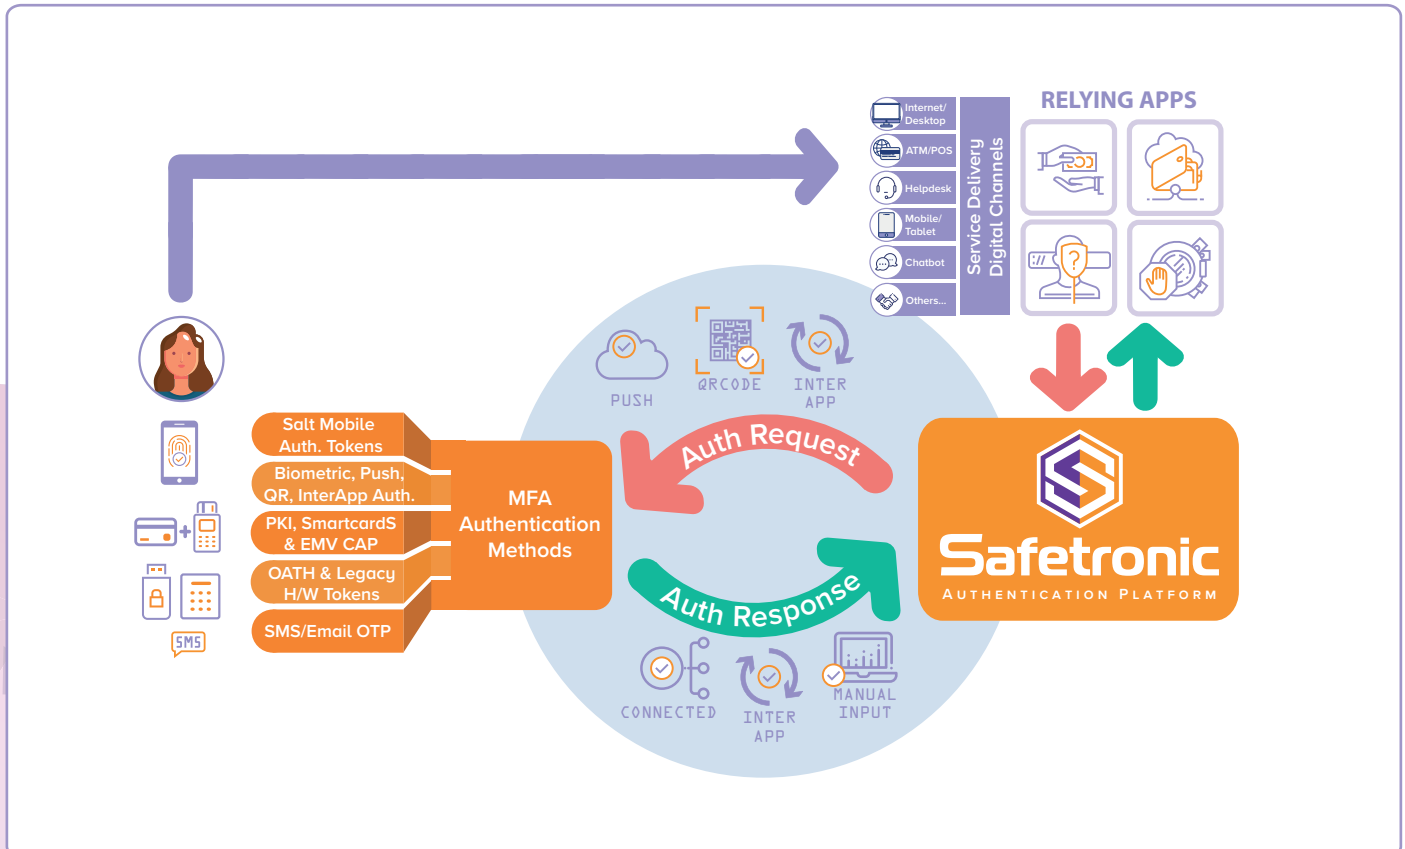 RELYING APPS
Internet/
Desktop
ATM/POS
Helpdesk
Mobile/
Tablet
Chatbot
Others...
Service Delivery
Digital Channels
PUSH
QRCODE
INTER
APP
Salt Mobile
Auth. Tokens
Biometric, Push,
QR, InterApp Auth.
PKI, SmartcardS
& EMV CAP
OATH & Legacy
H/W Tokens
SMS/Email OTP
SMS
MFA
Authentication
Methods
Auth Request
Auth Response
Safetronic
AUTHENTICATION PLATFORM
CONNECTED
INTER
APP
MANUAL
INPUT